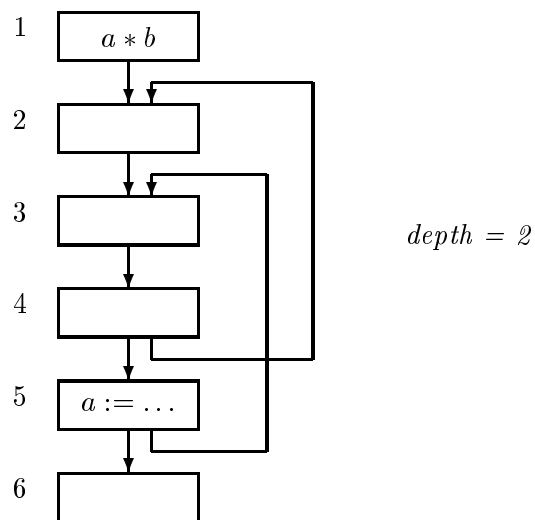 1
a ∗ b
2
3
depth = 2
4
5
a := . . .
6